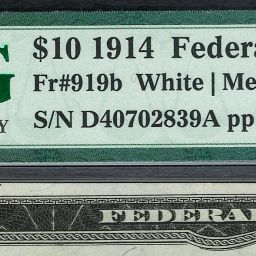 $10 1914 Federa
Fr#919b White | Me
Y S/N D40702839A pp
FEDERA